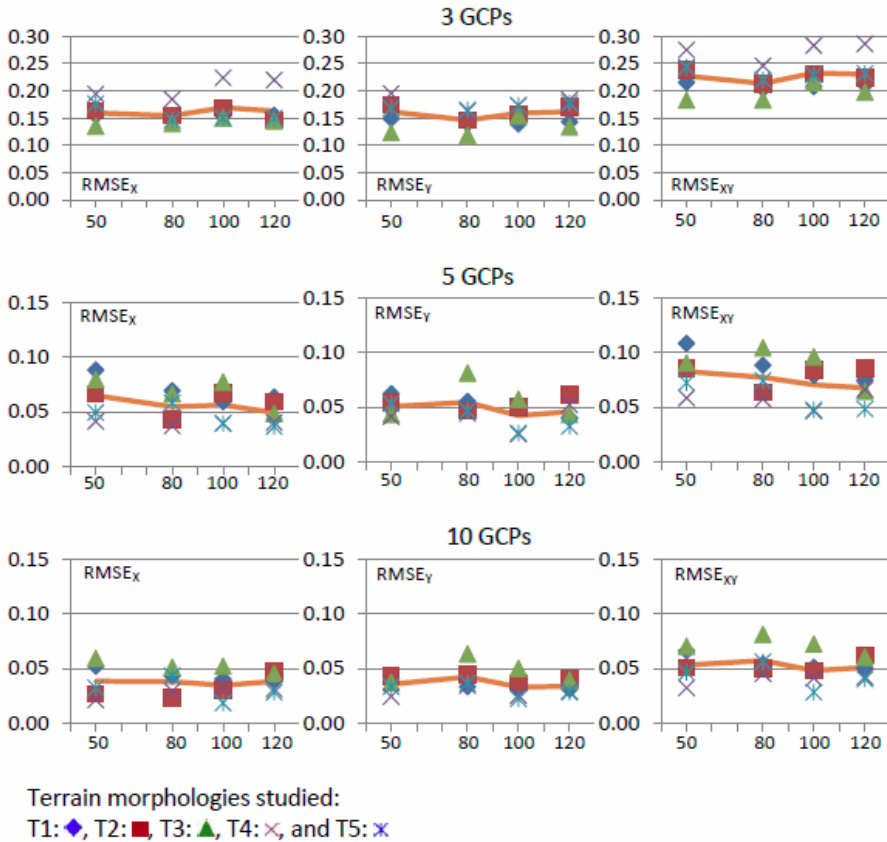 3 GCPs
0.30 0.25 0.20 0.15 0.10 0.05 0.00
RMSEX
50 80 100 120
0.30 0.25 0.20 0.15 0.10 0.05 0.00
RMSEY
50 80 100 120
0.30 0.25 0.20 0.15 0.10 0.05 0.00
RMSEXY
50 80 100 120
5 GCPs
0.15 0.10 0.05 0.00
RMSEX
50 80 100 120
0.15 0.10 0.05 0.00
RMSEY
50 80 100 120
0.15 0.10 0.05 0.00
RMSEXY
50 80 100 120
10 GCPs
0.15 0.10 0.05 0.00
RMSEX
50 80 100 120
0.15 0.10 0.05 0.00
RMSEY
50 80 100 120
0.15 0.10 0.05 0.00
RMSEXY
50 80 100 120
Terrain morphologies studied:
T1: , T2: , T3: , T4: , and T5: